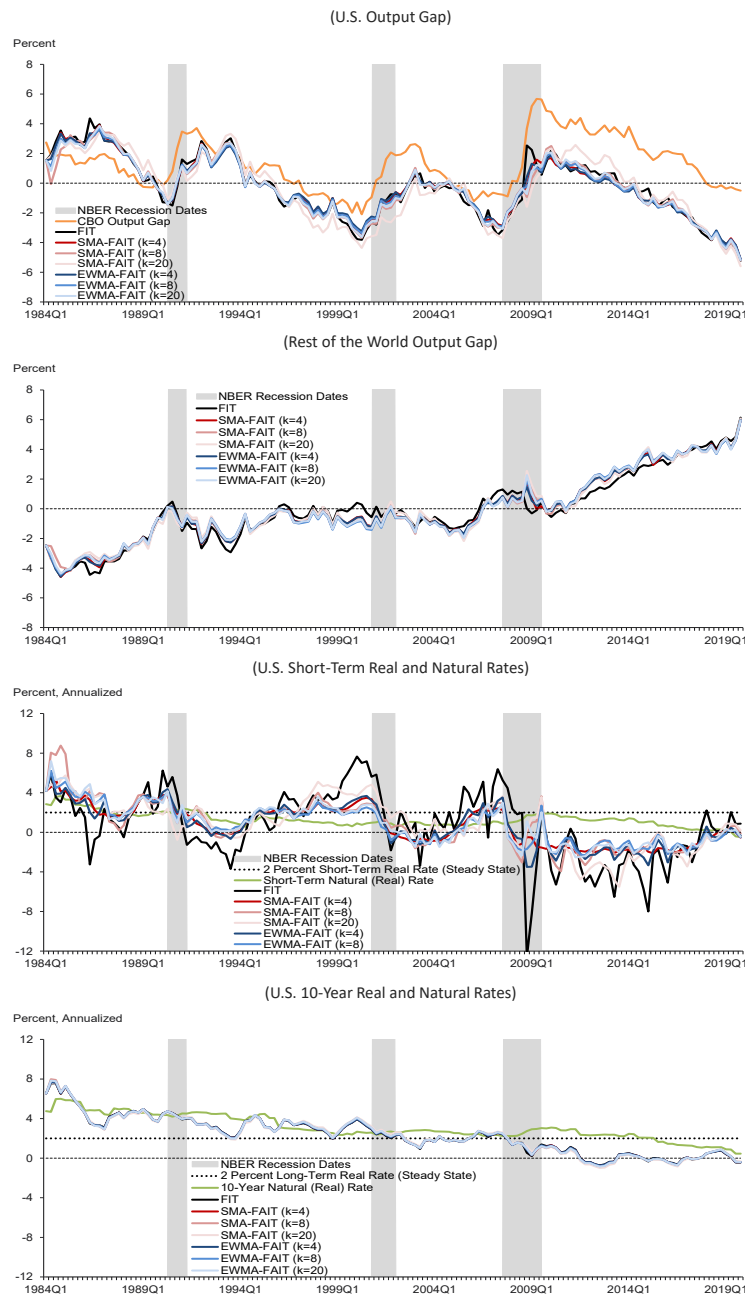 (U.S. Output Gap)
Percent
8
6
4
2
0
-2
-4
-6
-8
NBER Recession Dates
CBO Output Gap
FIT
SMA-FAIT (k=4)
SMA-FAIT (k=8)
SMA-FAIT (k=20)
EWMA-FAIT (k=4)
EWMA-FAIT (k=8)
EWMA-FAIT (k=20)
1984Q1 1989Q1 1994Q1 1999Q1 2004Q1 2009Q1 2014Q1 2019Q1
(Rest of the World Output Gap)
Percent
8
6
4
2
0
-2
-4
-6
-8
NBER Recession Dates
FIT
SMA-FAIT (k=4)
SMA-FAIT (k=8)
SMA-FAIT (k=20)
EWMA-FAIT (k=4)
EWMA-FAIT (k=8)
EWMA-FAIT (k=20)
1984Q1 1989Q1 1994Q1 1999Q1 2004Q1 2009Q1 2014Q1 2019Q1
(U.S. Short-Term Real and Natural Rates)
Percent, Annualized
12
8
4
0
-4
-8
-12
NBER Recession Dates
2 Percent Short-Term Real Rate (Steady State)
Short-Term Natural (Real) Rate
FIT
SMA-FAIT (k=4)
SMA-FAIT (k=8)
SMA-FAIT (k=20)
EWMA-FAIT (k=4)
EWMA-FAIT (k=8)
1984Q1 1989Q1 1994Q1 1999Q1 2004Q1 2009Q1 2014Q1 2019Q1
(U.S. 10-Year Real and Natural Rates)
Percent, Annualized
12
8
4
0
-4
-8
-12
NBER Recession Dates
2 Percent Long-Term Real Rate (Steady State)
10-Year Natural (Real) Rate
FIT
SMA-FAIT (k=4)
SMA-FAIT (k=8)
SMA-FAIT (k=20)
EWMA-FAIT (k=4)
EWMA-FAIT (k=8)
EWMA-FAIT (k=20)
1984Q1 1989Q1 1994Q1 1999Q1 2004Q1 2009Q1 2014Q1 2019Q1